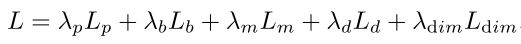 L = λ_p L_p + λ_b L_b + λ_m L_m + λ_d L_d + λ_dim L_dim.